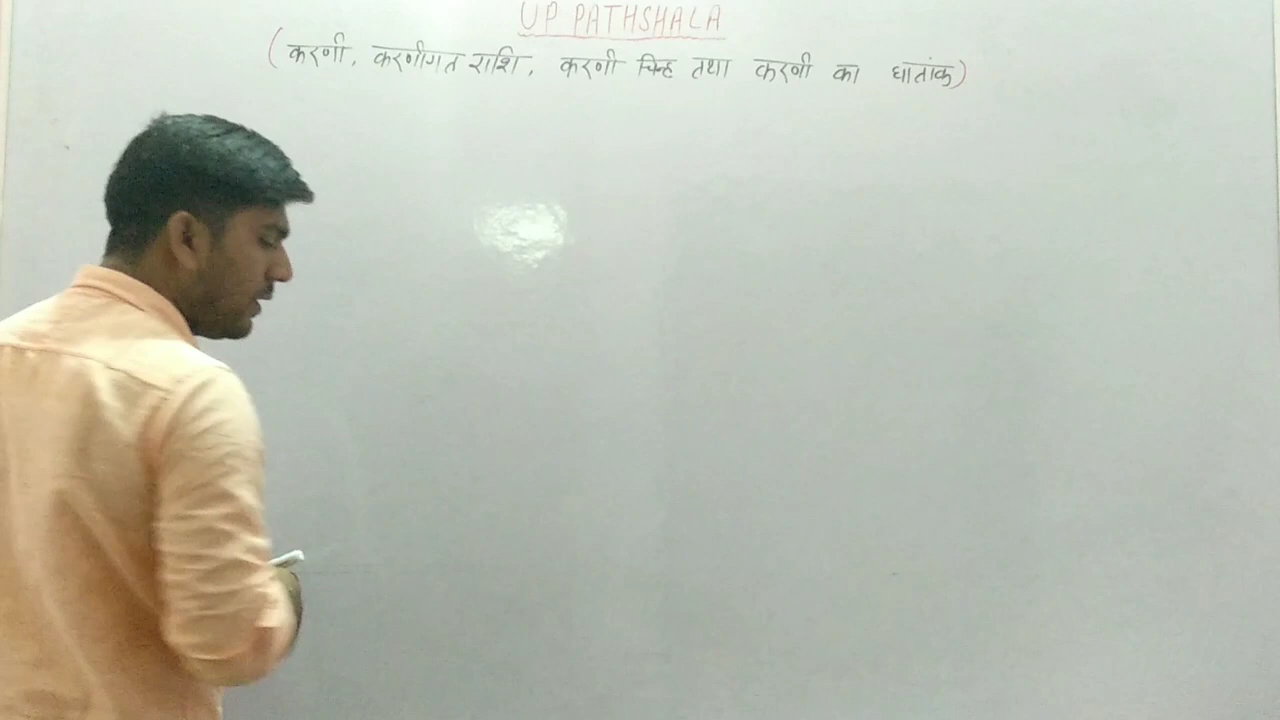 UP PATHSHALA
(करणी, करणीगत राशि, करणी चिन्ह तथा करणी का घातांक)